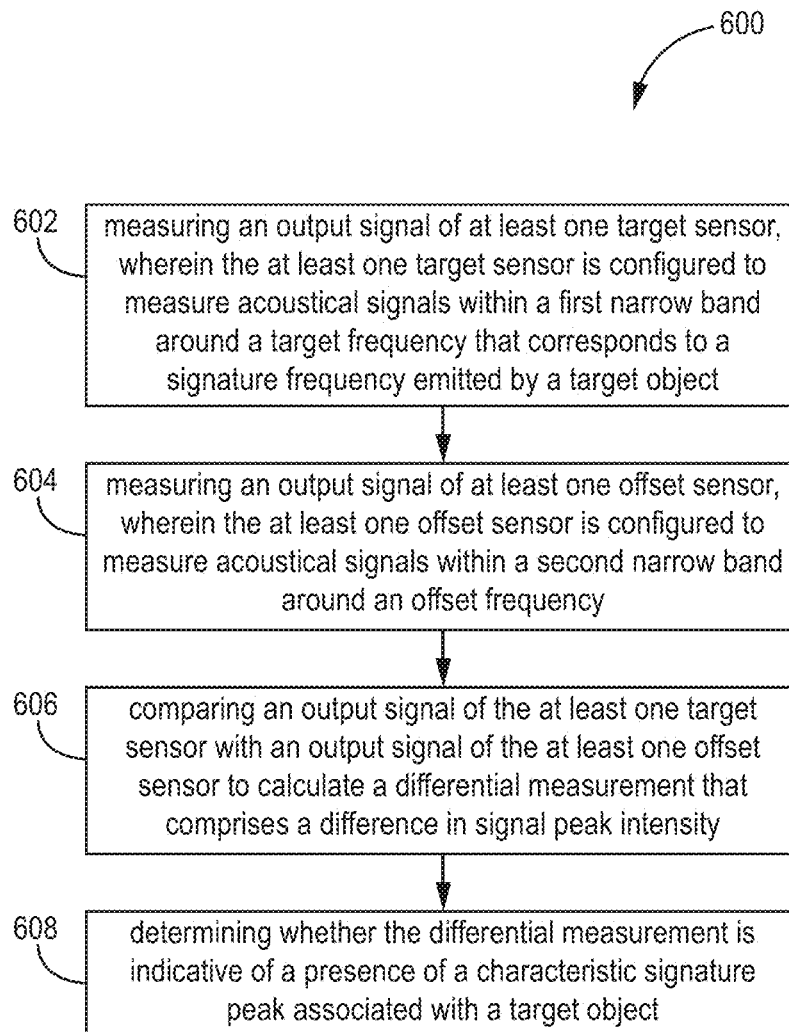 600
602
measuring an output signal of at least one target sensor,
wherein the at least one target sensor is configured to
measure acoustical signals within a first narrow band
around a target frequency that corresponds to a
signature frequency emitted by a target object
604
measuring an output signal of at least one offset sensor,
wherein the at least one offset sensor is configured to
measure acoustical signals within a second narrow band
around an offset frequency
606
comparing an output signal of the at least one target
sensor with an output signal of the at least one offset
sensor to calculate a differential measurement that
comprises a difference in signal peak intensity
608
determining whether the differential measurement is
indicative of a presence of a characteristic signature
peak associated with a target object